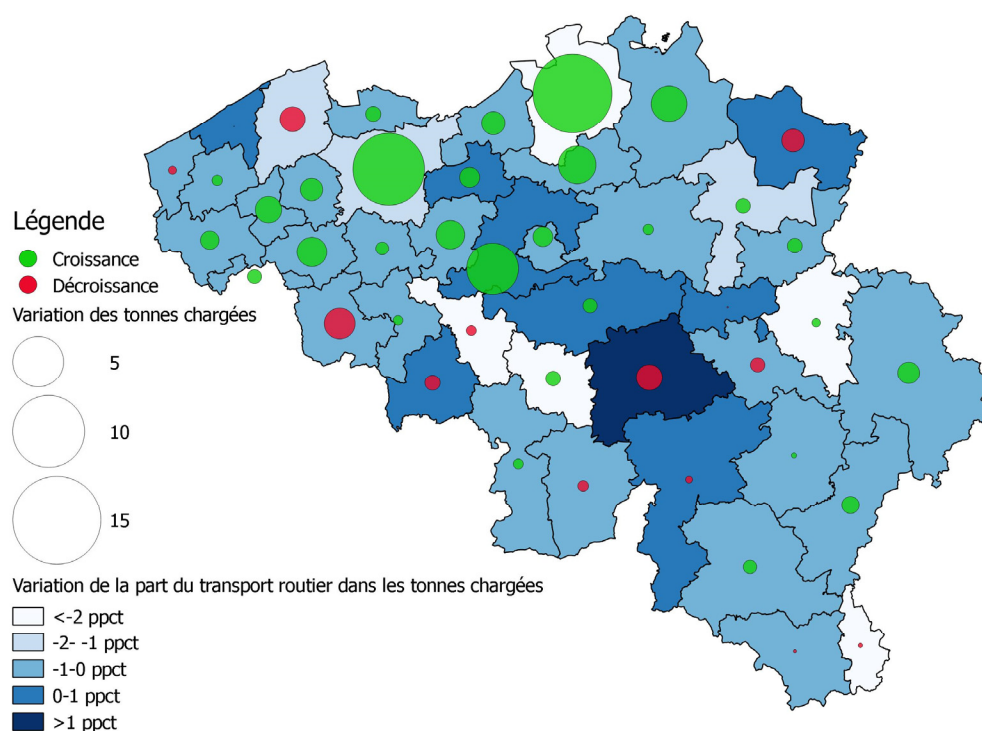 Légende
Croissance
Décroissance
Variation des tonnes chargées
5
10
15
Variation de la part du transport routier dans les tonnes chargées
<-2 ppct
-2- -1 ppct
-1-0 ppct
0-1 ppct
>1 ppct